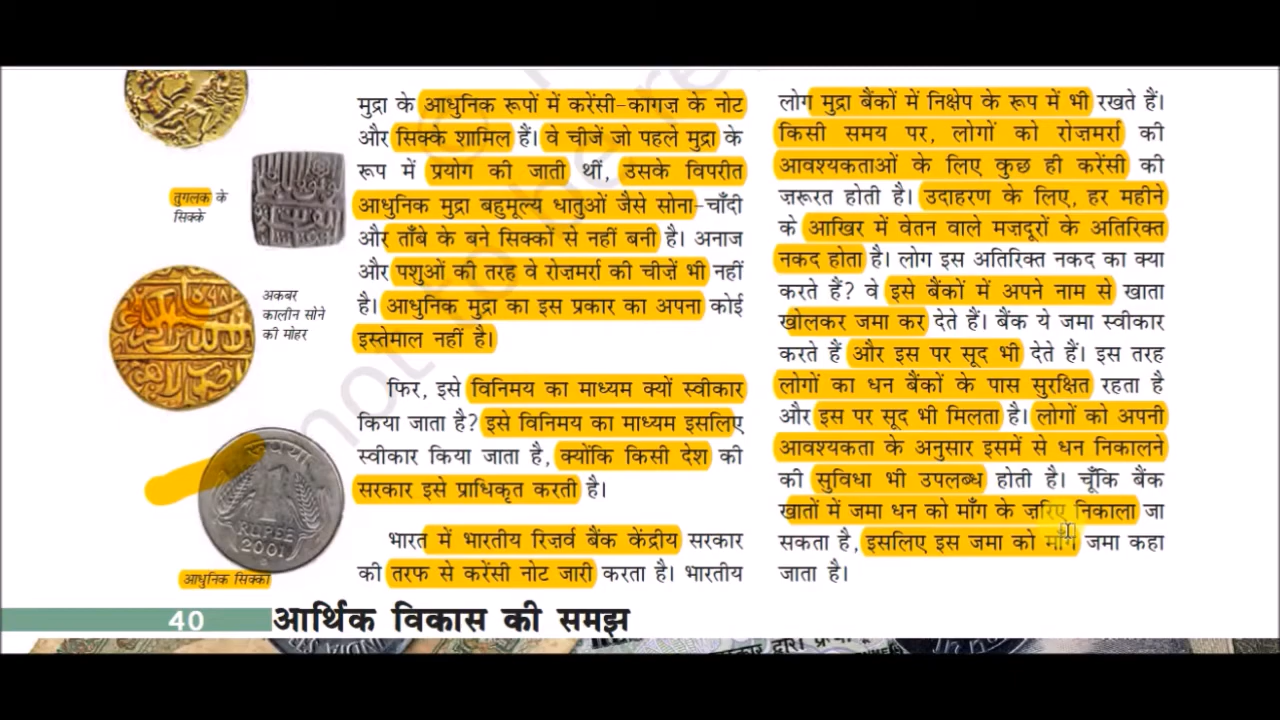 तुगलक के
सिक्के
अकबर
कालीन सोने
की मोहर
रुपया
1
RUPEE
2001
आधुनिक सिक्का
मुद्रा के आधुनिक रूपों में करेंसी-कागज़ के नोट
और सिक्के शामिल हैं। वे चीजें जो पहले मुद्रा के
रूप में प्रयोग की जाती थीं, उसके विपरीत
आधुनिक मुद्रा बहुमूल्य धातुओं जैसे सोना-चाँदी
और ताँबे के बने सिक्कों से नहीं बनी है। अनाज
और पशुओं की तरह वे रोज़मर्रा की चीज़ें भी नहीं
है। आधुनिक मुद्रा का इस प्रकार का अपना कोई
इस्तेमाल नहीं है।
फिर, इसे विनिमय का माध्यम क्यों स्वीकार
किया जाता है? इसे विनिमय का माध्यम इसलिए
स्वीकार किया जाता है, क्योंकि किसी देश की
सरकार इसे प्राधिकृत करती है।
भारत में भारतीय रिज़र्व बैंक केंद्रीय सरकार
की तरफ से करेंसी नोट जारी करता है। भारतीय
लोग मुद्रा बैंकों में निक्षेप के रूप में भी रखते हैं।
किसी समय पर, लोगों को रोज़मर्रा की
आवश्यकताओं के लिए कुछ ही करेंसी की
ज़रूरत होती है। उदाहरण के लिए, हर महीने
के आखिर में वेतन वाले मजदूरों के अतिरिक्त
नकद होता है। लोग इस अतिरिक्त नकद का क्या
करते हैं? वे इसे बैंकों में अपने नाम से खाता
खोलकर जमा कर देते हैं। बैंक ये जमा स्वीकार
करते हैं और इस पर सूद भी देते हैं। इस तरह
लोगों का धन बैंकों के पास सुरक्षित रहता है
और इस पर सूद भी मिलता है। लोगों को अपनी
आवश्यकता के अनुसार इसमें से धन निकालने
की सुविधा भी उपलब्ध होती है। चूँकि बैंक
खातों में जमा धन को माँग के ज़रिए निकाला जा
सकता है, इसलिए इस जमा को माँग जमा कहा
जाता है।
40 आर्थिक विकास की समझ